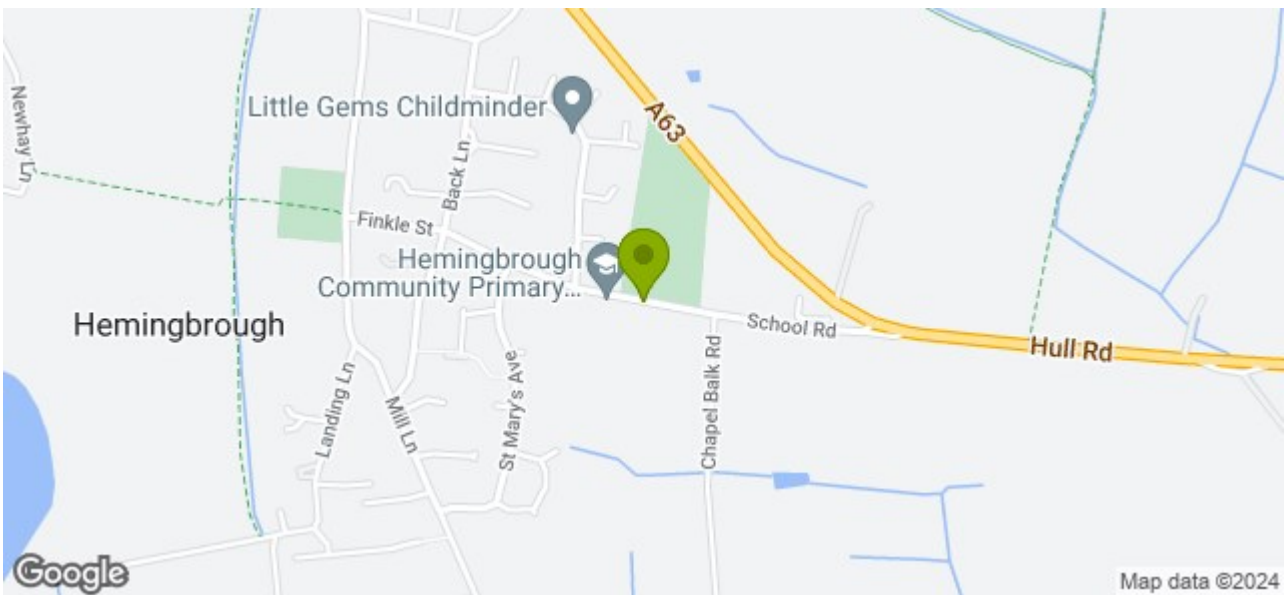 Little Gems Childminder
A63
Newhay Ln
Back Ln
Finkle St
Hemingbrough
Community Primary...
Hemingbrough
School Rd
Hull Rd
Chapel Balk Rd
Landing Ln
Mill Ln
St Mary's Ave
Google
Map data ©2024